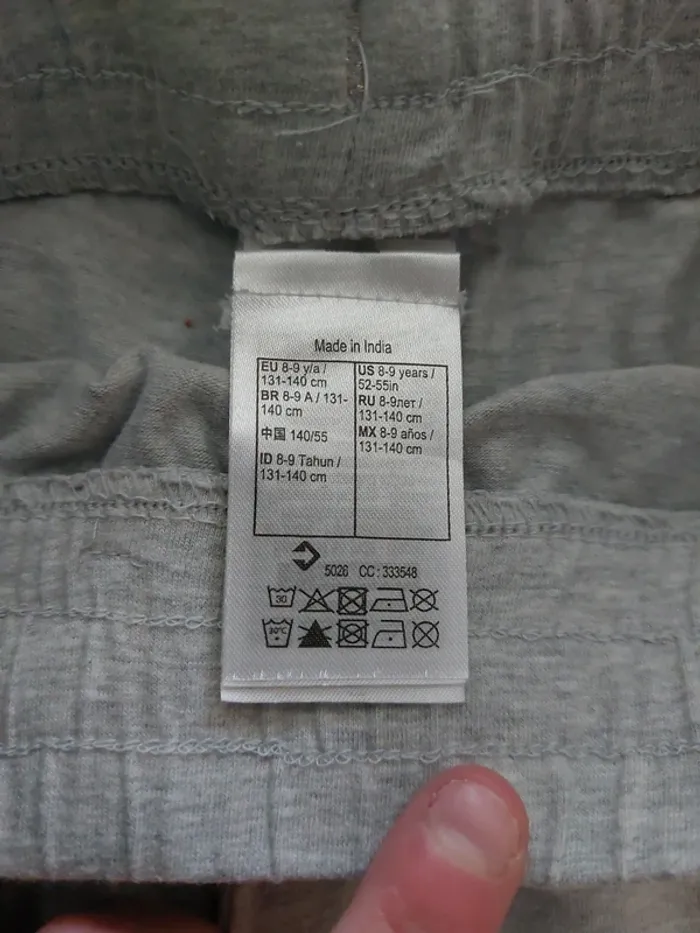 Made in India
EU 8-9 y/a /
131-140 cm
BR 8-9 A / 131-
140 cm
中国 140/55
ID 8-9 Tahun /
131-140 cm
US 8-9 years /
52-55in
RU 8-9лет /
131-140 cm
MX 8-9 años /
131-140 cm
5026 CC: 333548
30
30°C